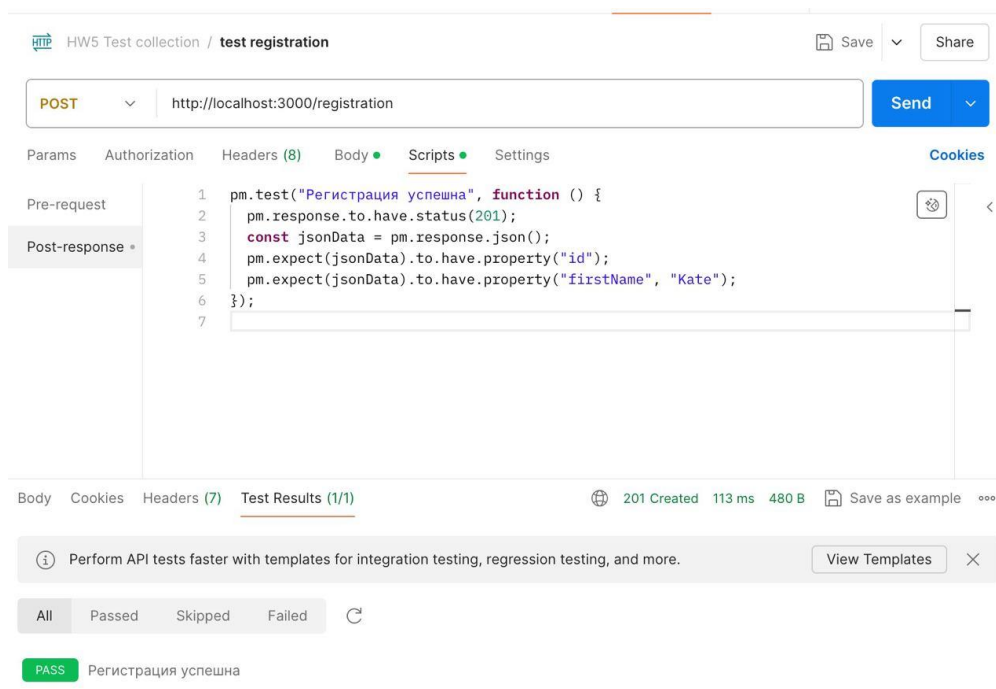 HTTP HW5 Test collection / test registration Save Share
POST http://localhost:3000/registration Send
Params Authorization Headers (8) Body Scripts Settings Cookies
Pre-request
Post-response
1 pm.test("Регистрация успешна", function () {
2 pm.response.to.have.status(201);
3 const jsonData = pm.response.json();
4 pm.expect(jsonData).to.have.property("id");
5 pm.expect(jsonData).to.have.property("firstName", "Kate");
6 });
7
Body Cookies Headers (7) Test Results (1/1) 201 Created 113 ms 480 B Save as example
Perform API tests faster with templates for integration testing, regression testing, and more. View Templates
All Passed Skipped Failed
PASS Регистрация успешна